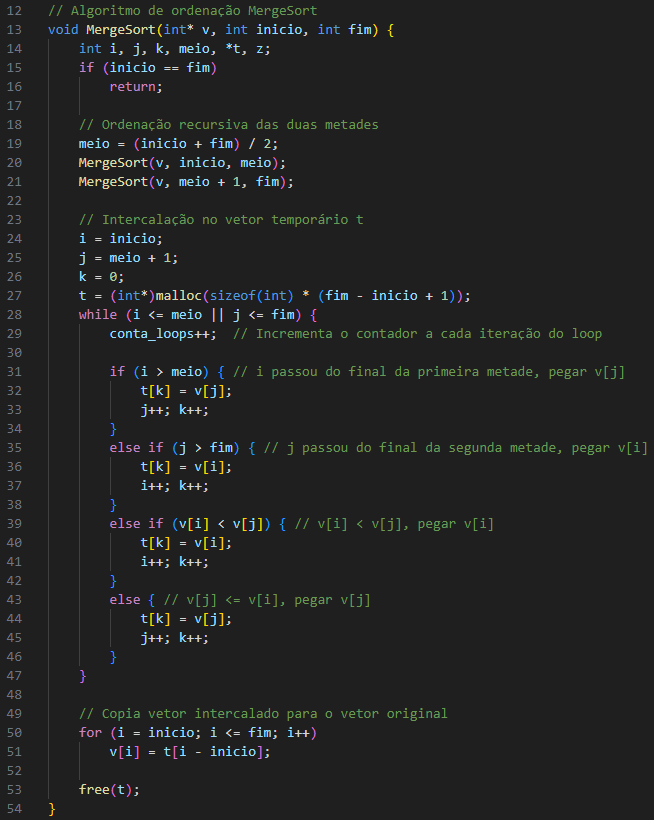 12 // Algoritmo de ordenação MergeSort
13 void MergeSort(int* v, int inicio, int fim) {
14     int i, j, k, meio, *t, z;
15     if (inicio == fim)
16         return;
17
18     // Ordenação recursiva das duas metades
19     meio = (inicio + fim) / 2;
20     MergeSort(v, inicio, meio);
21     MergeSort(v, meio + 1, fim);
22
23     // Intercalação no vetor temporário t
24     i = inicio;
25     j = meio + 1;
26     k = 0;
27     t = (int*)malloc(sizeof(int) * (fim - inicio + 1));
28     while (i <= meio || j <= fim) {
29         conta_loops++;  // Incrementa o contador a cada iteração do loop
30
31         if (i > meio) { // i passou do final da primeira metade, pegar v[j]
32             t[k] = v[j];
33             j++; k++;
34         }
35         else if (j > fim) { // j passou do final da segunda metade, pegar v[i]
36             t[k] = v[i];
37             i++; k++;
38         }
39         else if (v[i] < v[j]) { // v[i] < v[j], pegar v[i]
40             t[k] = v[i];
41             i++; k++;
42         }
43         else { // v[j] <= v[i], pegar v[j]
44             t[k] = v[j];
45             j++; k++;
46         }
47     }
48
49     // Copia vetor intercalado para o vetor original
50     for (i = inicio; i <= fim; i++)
51         v[i] = t[i - inicio];
52
53     free(t);
54 }